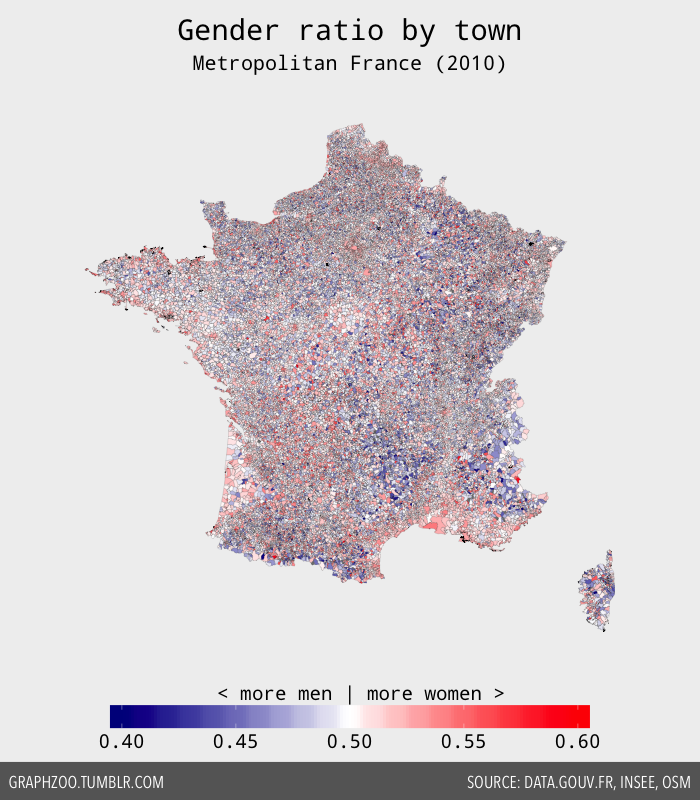 Gender ratio by town
Metropolitan France (2010)
< more men | more women >
0.40 0.45 0.50 0.55 0.60
GRAPHZOO.TUMBLR.COM SOURCE: DATA.GOUV.FR, INSEE, OSM